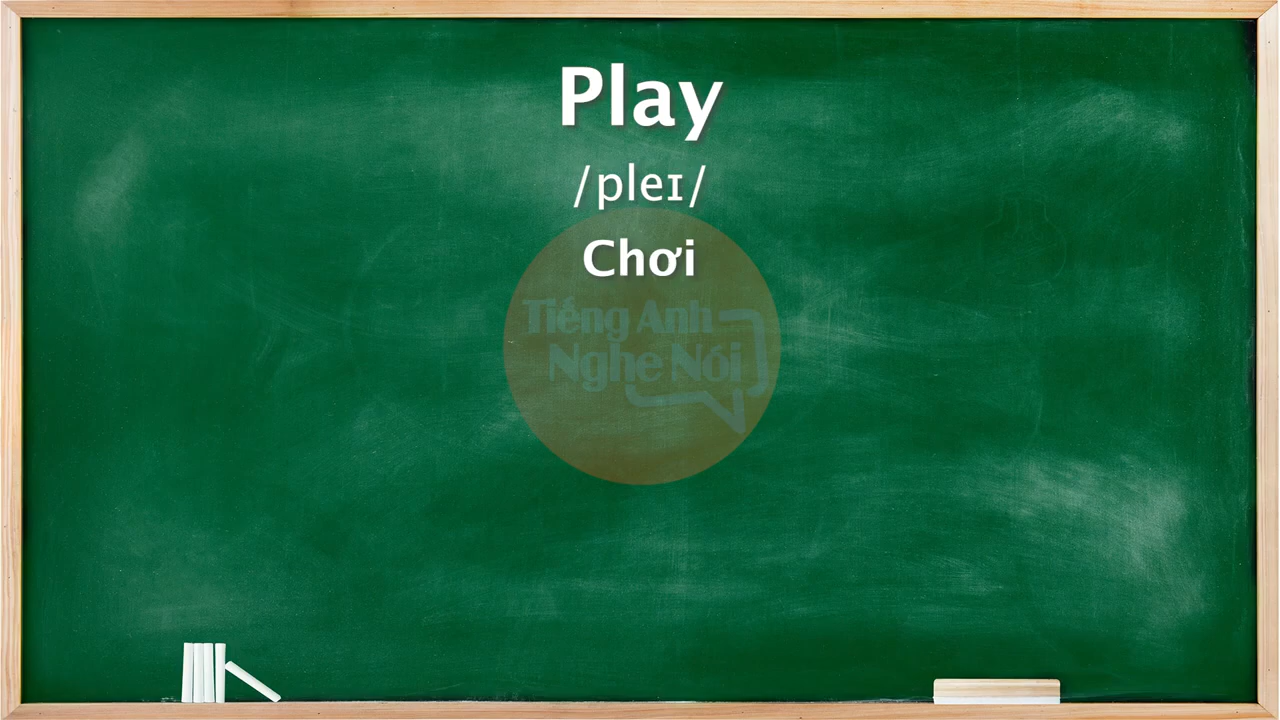 Play
/pleɪ/
Chơi
Tiếng Anh
Nghe Nói